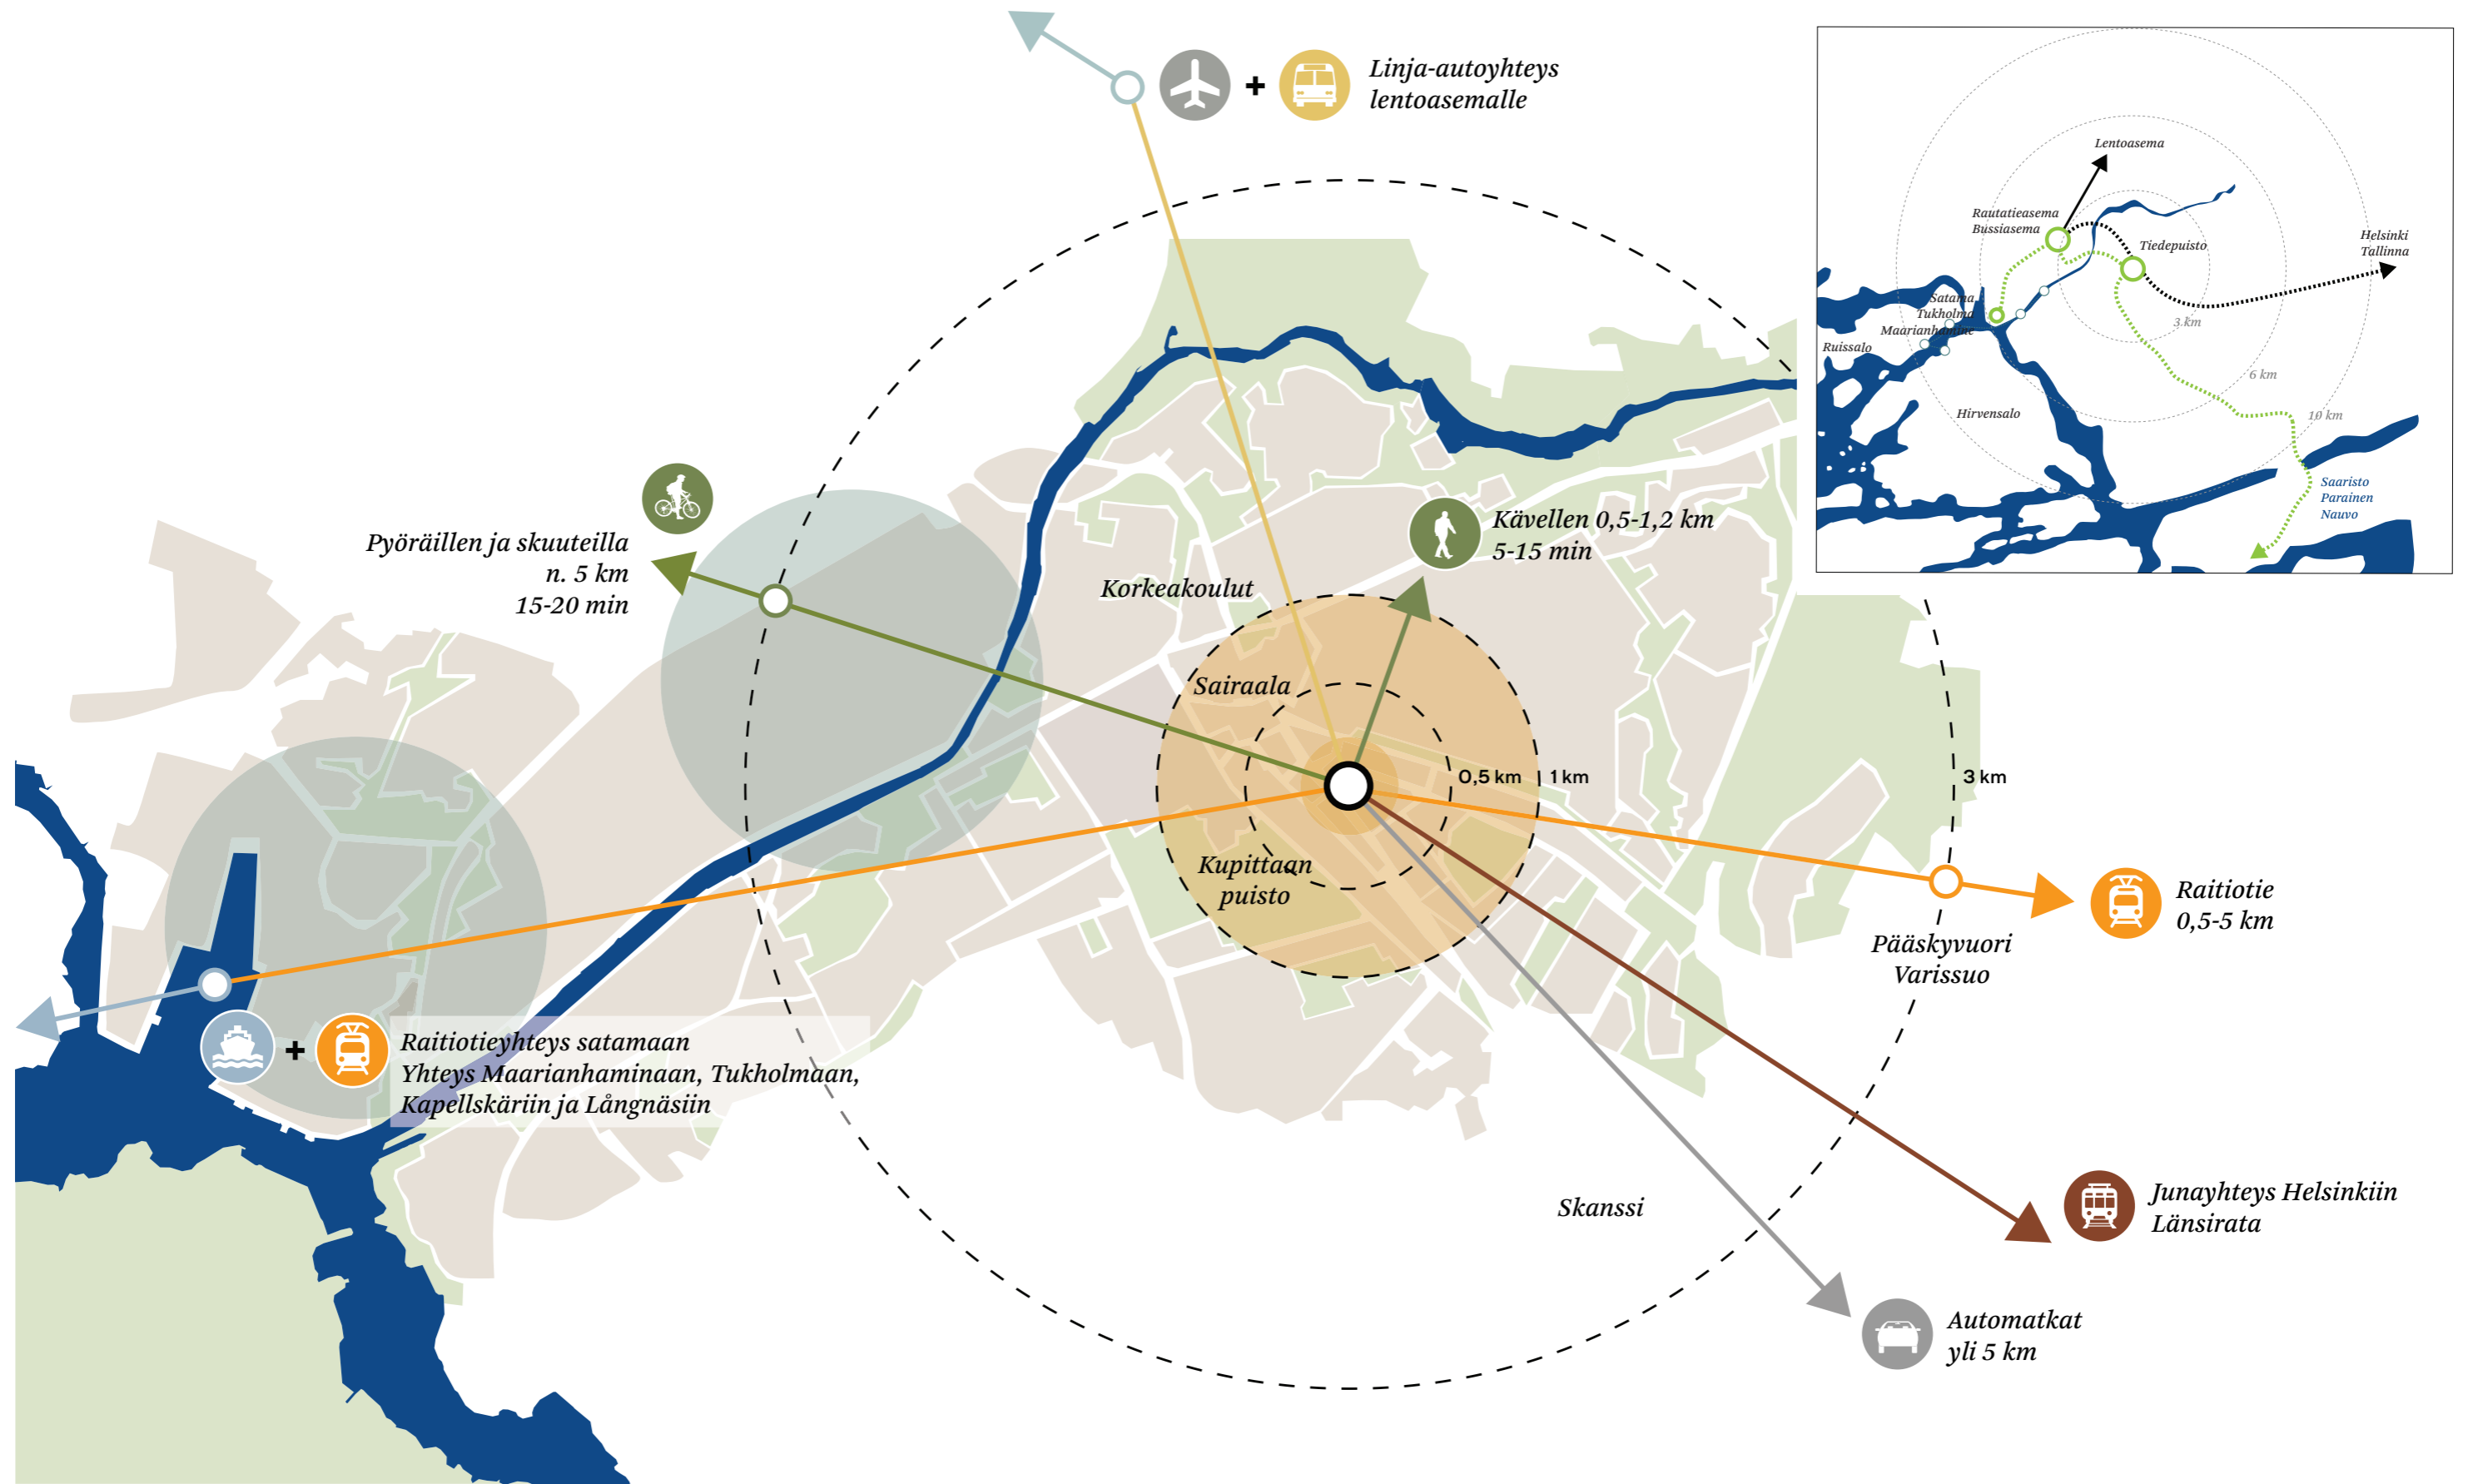 Linja-autoyhteys
lentoasemalle
Lentoasema
Rautatieasema
Bussiasema
Tiedepuisto
Helsinki
Tallinna
Satama
Tukholma
Maarianhamine
Ruissalo
Hirvensalo
3 km
6 km
10 km
Saaristo
Parainen
Nauvo
Pyöräillen ja skuuteilla
n. 5 km
15-20 min
Kävellen 0,5-1,2 km
5-15 min
Korkeakoulut
Sairaala
0,5 km
1 km
3 km
Kupittaan
puisto
Raitiotie
0,5-5 km
Pääskyvuori
Varissuo
+
+
Raitiotieyhteys satamaan
Yhteys Maarianhaminaan, Tukholmaan,
Kapellskäriin ja Långnäsiin
Skanssi
Junayhteys Helsinkiin
Länsirata
Automatkat
yli 5 km